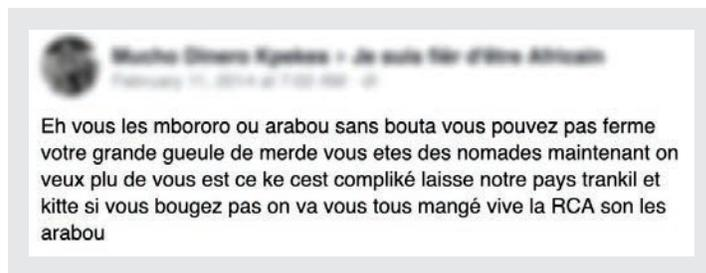 Eh vous les mbororo ou arabou sans bouta vous pouvez pas ferme
votre grande gueule de merde vous etes des nomades maintenant on
veux plu de vous est ce ke cest compliké laisse notre pays trankil et
kitte si vous bougez pas on va vous tous mangé vive la RCA son les
arabou